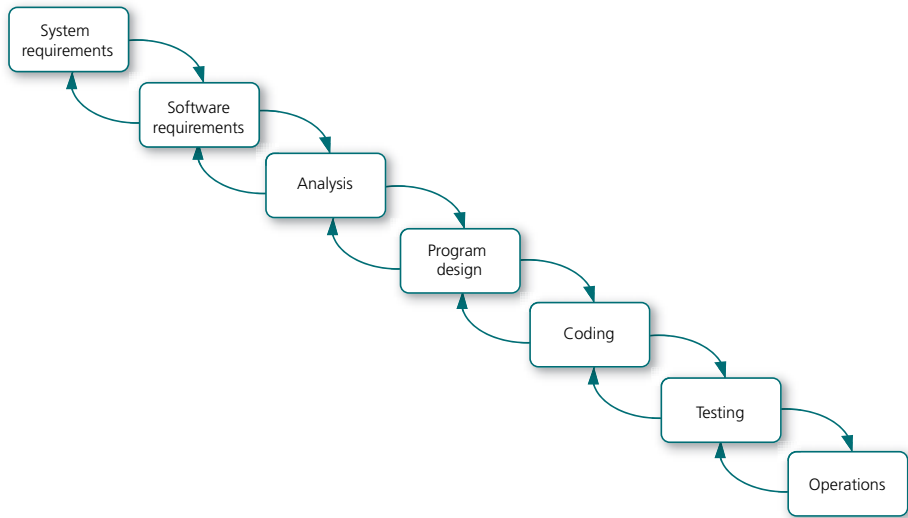 System
requirements
Software
requirements
Analysis
Program
design
Coding
Testing
Operations